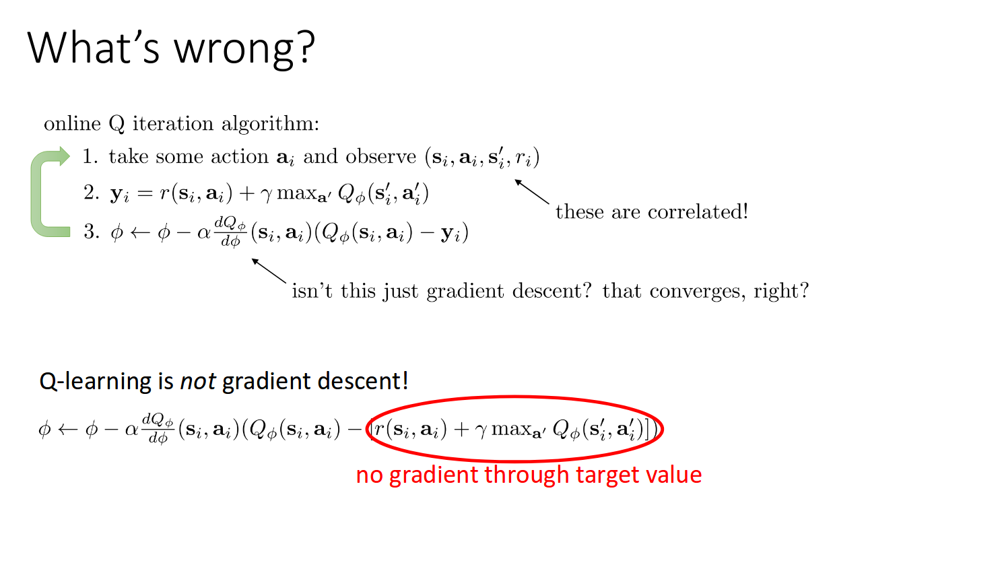 What's wrong?
online Q iteration algorithm:
1. take some action $\mathbf{a}_i$ and observe $(\mathbf{s}_i, \mathbf{a}_i, \mathbf{s}_i', r_i)$
2. $\mathbf{y}_i = r(\mathbf{s}_i, \mathbf{a}_i) + \gamma \max_{\mathbf{a}'} Q_\phi(\mathbf{s}_i', \mathbf{a}_i')$
these are correlated!
3. $\phi \leftarrow \phi - \alpha \frac{dQ_\phi}{d\phi}(\mathbf{s}_i, \mathbf{a}_i)(Q_\phi(\mathbf{s}_i, \mathbf{a}_i) - \mathbf{y}_i)$
isn't this just gradient descent? that converges, right?
Q-learning is not gradient descent!
$\phi \leftarrow \phi - \alpha \frac{dQ_\phi}{d\phi}(\mathbf{s}_i, \mathbf{a}_i)(Q_\phi(\mathbf{s}_i, \mathbf{a}_i) - [r(\mathbf{s}_i, \mathbf{a}_i) + \gamma \max_{\mathbf{a}'} Q_\phi(\mathbf{s}_i', \mathbf{a}_i')])$
no gradient through target value